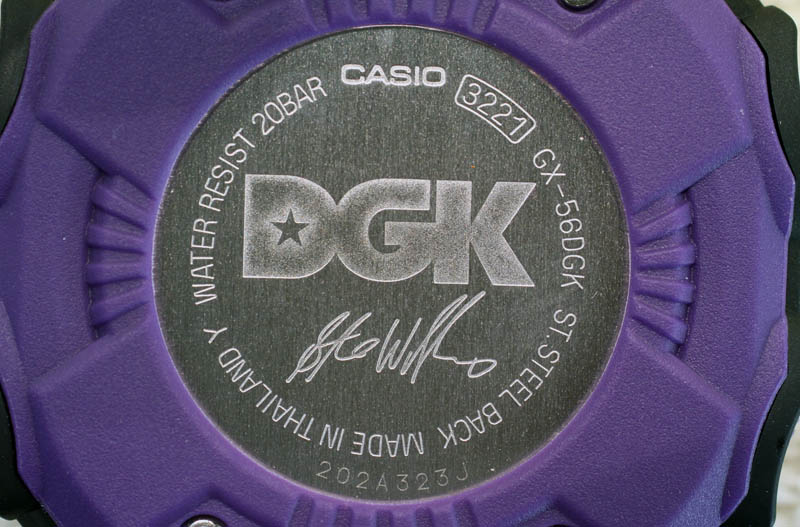 CASIO
3221
GX-56DGK ST.STEEL BACK MADE IN THAILAND Y WATER RESIST 20BAR
DGK
202A323J